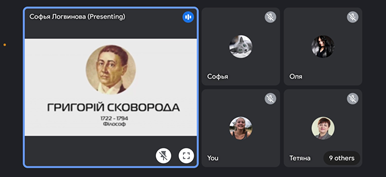 Софья Логвинова (Presenting)
ГРИГОРІЙ СКОВОРОДА
1722 - 1794
Філософ
Софья
Оля
You
Тетяна
9 others